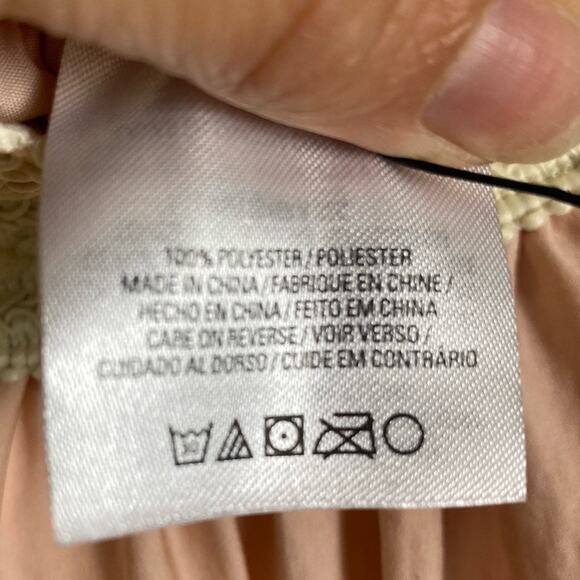 100% POLYESTER / POLIESTER
MADE IN CHINA / FABRIQUE EN CHINE /
HECHO EN CHINA / FEITO EM CHINA
CARE ON REVERSE / VOIR VERSO /
CUIDADO AL DORSO / CUIDE EM CONTRÁRIO